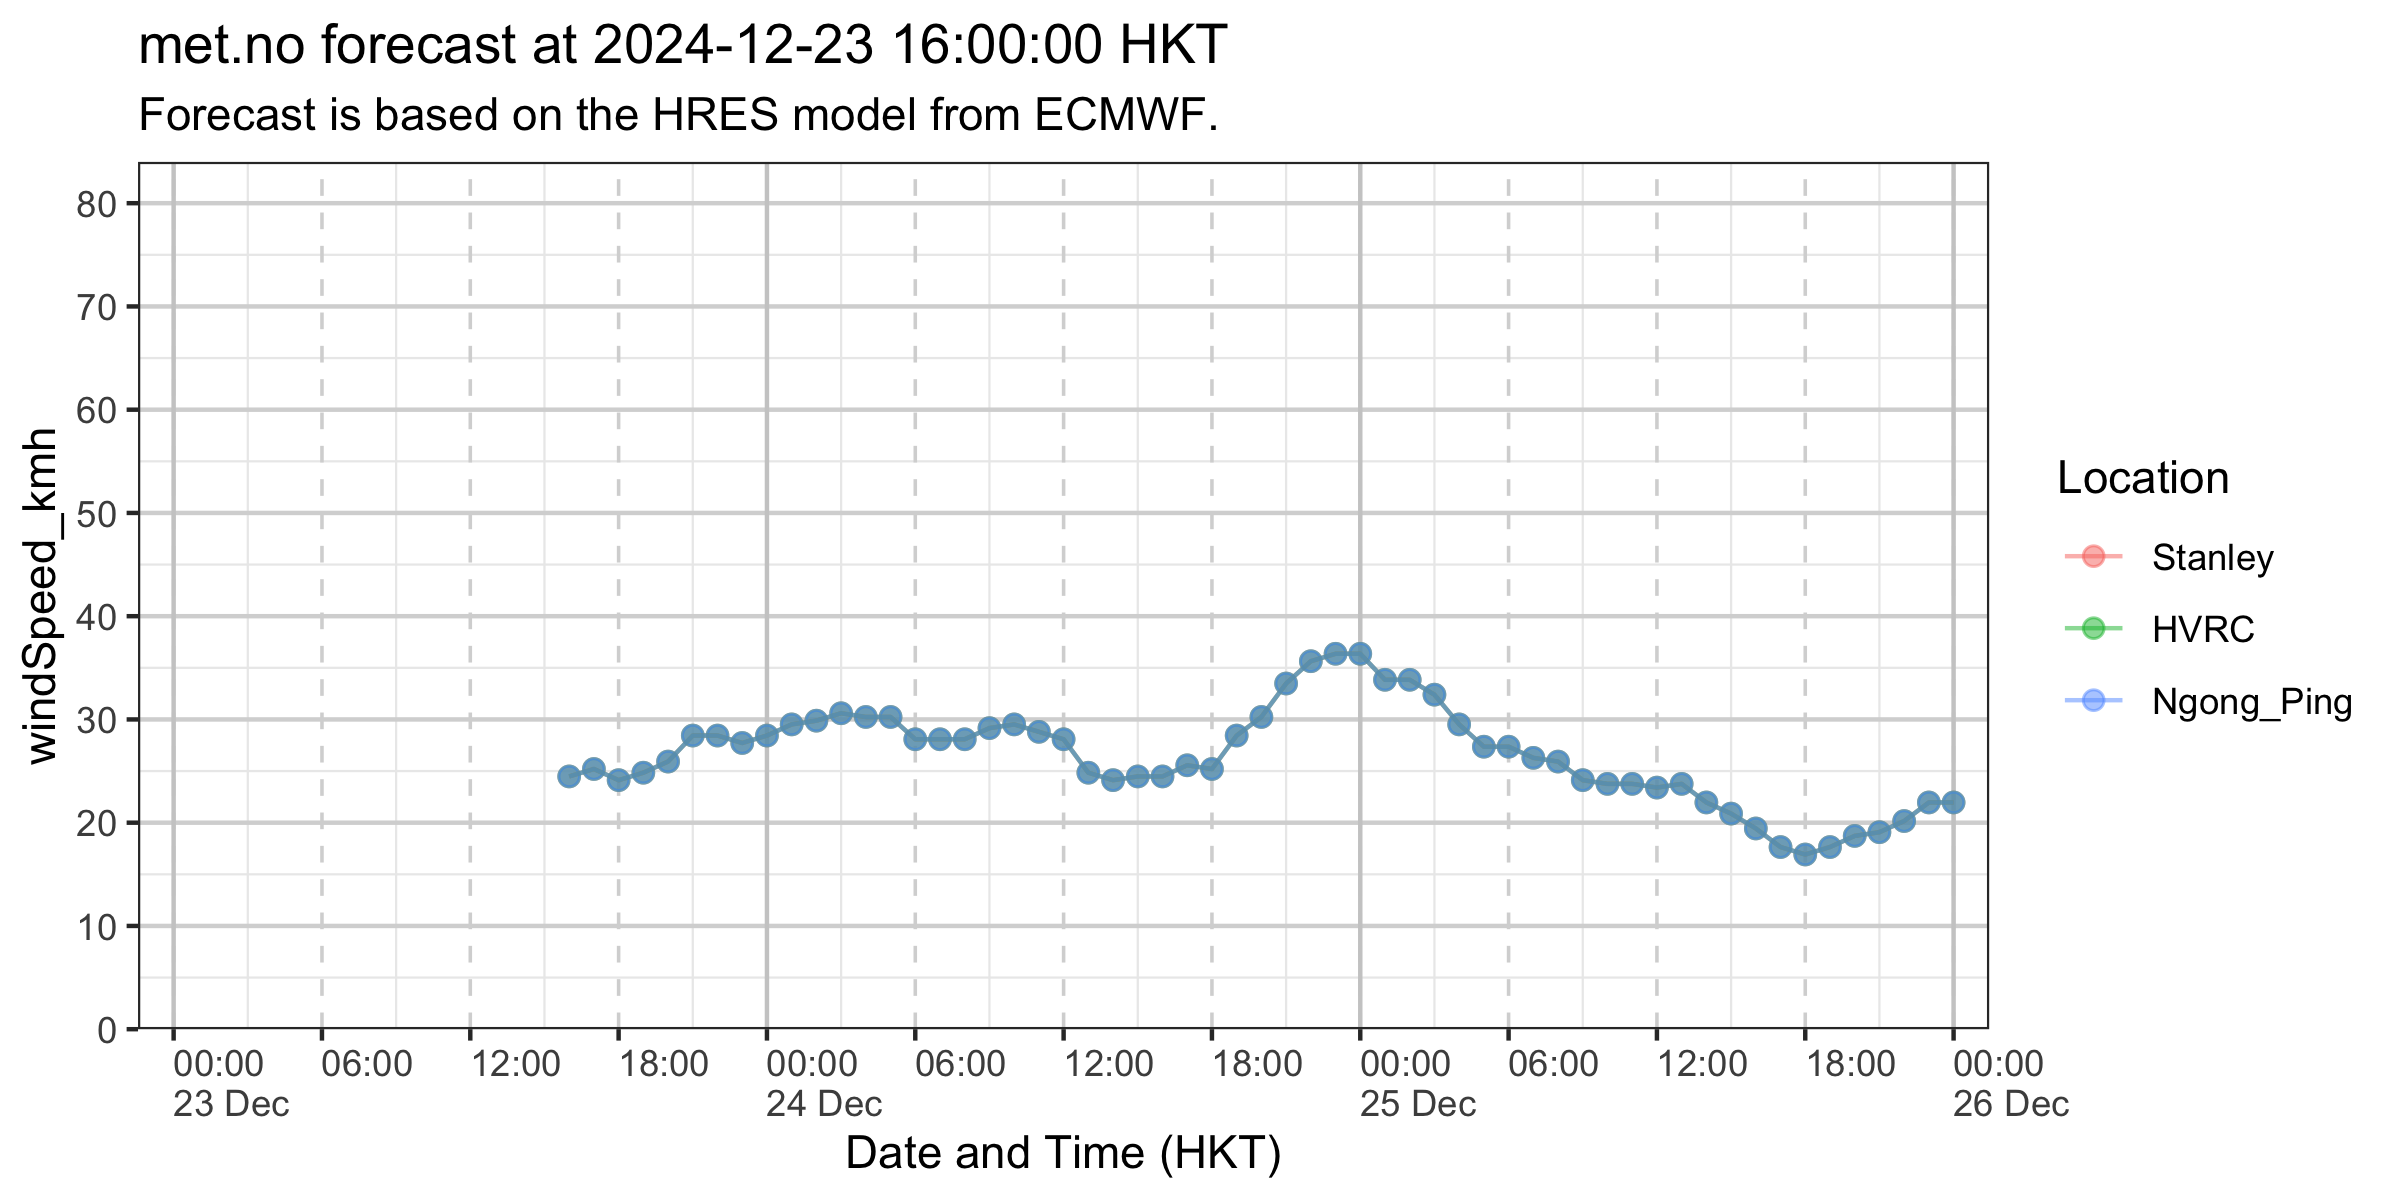 met.no forecast at 2024-12-23 16:00:00 HKT
Forecast is based on the HRES model from ECMWF.
windSpeed_kmh
80
70
60
50
40
30
20
10
0
00:00 06:00 12:00 18:00 00:00 06:00 12:00 18:00 00:00 06:00 12:00 18:00 00:00
23 Dec 24 Dec 25 Dec 26 Dec
Date and Time (HKT)
Location
Stanley
HVRC
Ngong_Ping